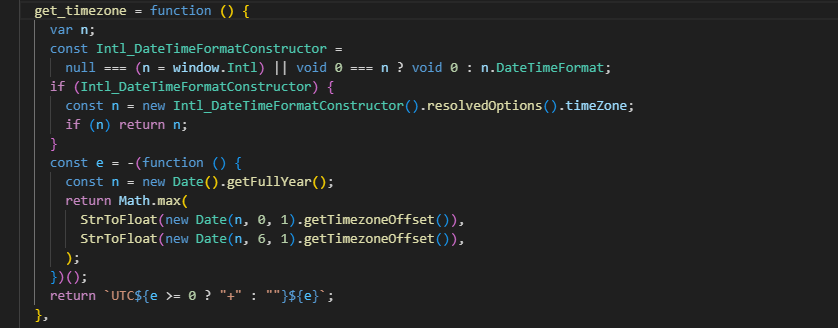 get_timezone = function () {
var n;
const Intl_DateTimeFormatConstructor =
null === (n = window.Intl) || void 0 === n ? void 0 : n.DateTimeFormat;
if (Intl_DateTimeFormatConstructor) {
const n = new Intl_DateTimeFormatConstructor().resolvedOptions().timeZone;
if (n) return n;
}
const e = -(function () {
const n = new Date().getFullYear();
return Math.max(
StrToFloat(new Date(n, 0, 1).getTimezoneOffset()),
StrToFloat(new Date(n, 6, 1).getTimezoneOffset()),
);
})();
return `UTC${e >= 0 ? "+" : ""}${e}`;
},